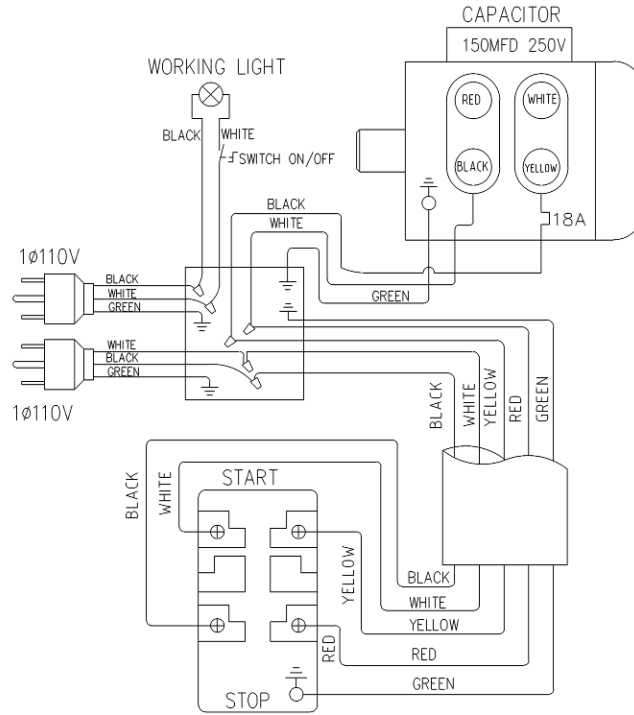 CAPACITOR
150MFD 250V
WORKING LIGHT
RED
WHITE
BLACK
WHITE
SWITCH ON/OFF
BLACK
YELLOW
BLACK
WHITE
18A
1ø110V
BLACK
WHITE
GREEN
GREEN
WHITE
BLACK
GREEN
1ø110V
BLACK
WHITE
YELLOW
RED
GREEN
BLACK
WHITE
START
YELLOW
BLACK
WHITE
YELLOW
RED
RED
GREEN
STOP